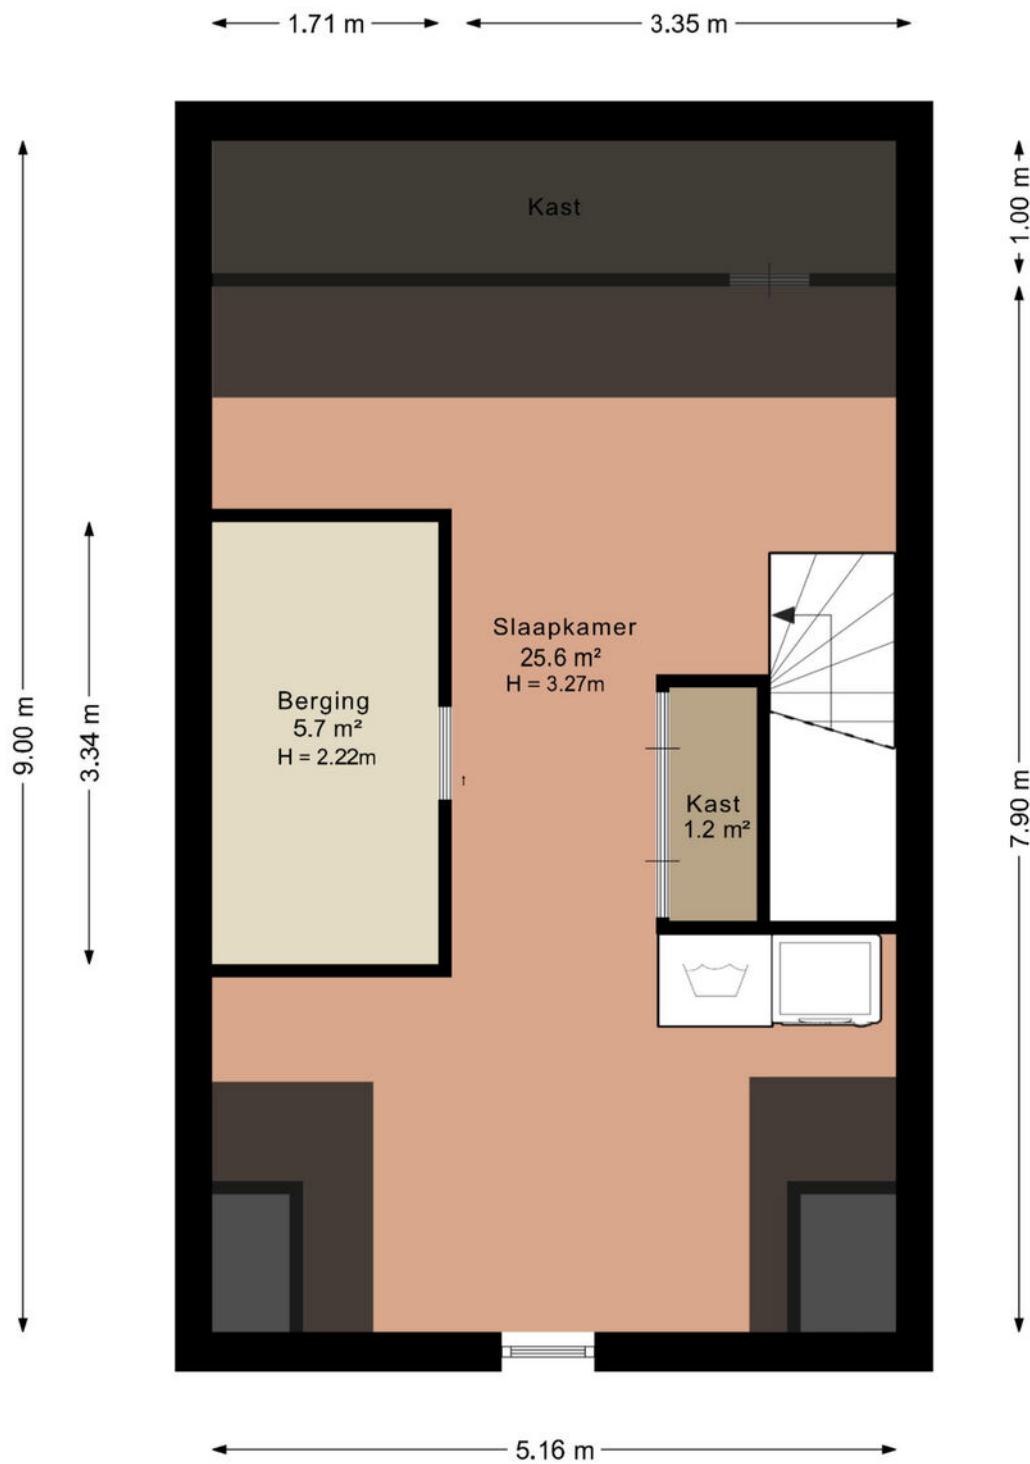 1.71 m
3.35 m
Kast
1.00 m
9.00 m
3.34 m
Slaapkamer
25.6 m²
H = 3.27m
Berging
5.7 m²
H = 2.22m
Kast
1.2 m²
7.90 m
5.16 m